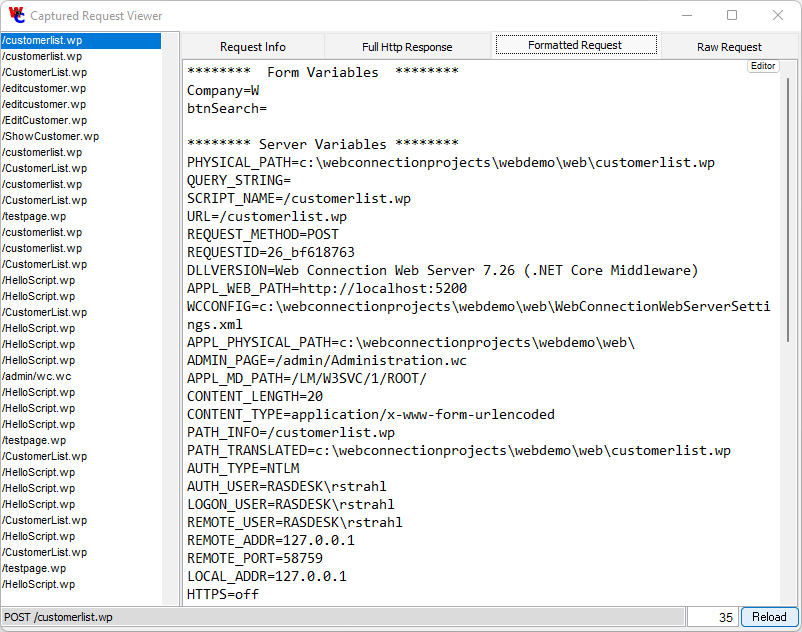 Captured Request Viewer
/customerlist.wp
/customerlist.wp
/CustomerList.wp
/editcustomer.wp
/editcustomer.wp
/EditCustomer.wp
/ShowCustomer.wp
/customerlist.wp
/CustomerList.wp
/customerlist.wp
/CustomerList.wp
/testpage.wp
/customerlist.wp
/customerlist.wp
/CustomerList.wp
/HelloScript.wp
/HelloScript.wp
/CustomerList.wp
/HelloScript.wp
/HelloScript.wp
/HelloScript.wp
/admin/wc.wc
/HelloScript.wp
/HelloScript.wp
/HelloScript.wp
/testpage.wp
/CustomerList.wp
/HelloScript.wp
/HelloScript.wp
/HelloScript.wp
/CustomerList.wp
/HelloScript.wp
/CustomerList.wp
/testpage.wp
/HelloScript.wp
Request Info
Full Http Response
Formatted Request
Raw Request
Editor
******** Form Variables ********
Company=W
btnSearch=
******** Server Variables ********
PHYSICAL_PATH=c:\webconnectionprojects\webdemo\web\customerlist.wp
QUERY_STRING=
SCRIPT_NAME=/customerlist.wp
URL=/customerlist.wp
REQUEST_METHOD=POST
REQUESTID=26_bf618763
DLLVERSION=Web Connection Web Server 7.26 (.NET Core Middleware)
APPL_WEB_PATH=http://localhost:5200
WCCONFIG=c:\webconnectionprojects\webdemo\web\WebConnectionWebServerSetti
ngs.xml
APPL_PHYSICAL_PATH=c:\webconnectionprojects\webdemo\web\
ADMIN_PAGE=/admin/Administration.wc
APPL_MD_PATH=/LM/W3SVC/1/ROOT/
CONTENT_LENGTH=20
CONTENT_TYPE=application/x-www-form-urlencoded
PATH_INFO=/customerlist.wp
PATH_TRANSLATED=c:\webconnectionprojects\webdemo\web\customerlist.wp
AUTH_TYPE=NTLM
AUTH_USER=RASDESK\rstrahl
LOGON_USER=RASDESK\rstrahl
REMOTE_USER=RASDESK\rstrahl
REMOTE_ADDR=127.0.0.1
REMOTE_PORT=58759
LOCAL_ADDR=127.0.0.1
HTTPS=off
POST /customerlist.wp
35
Reload